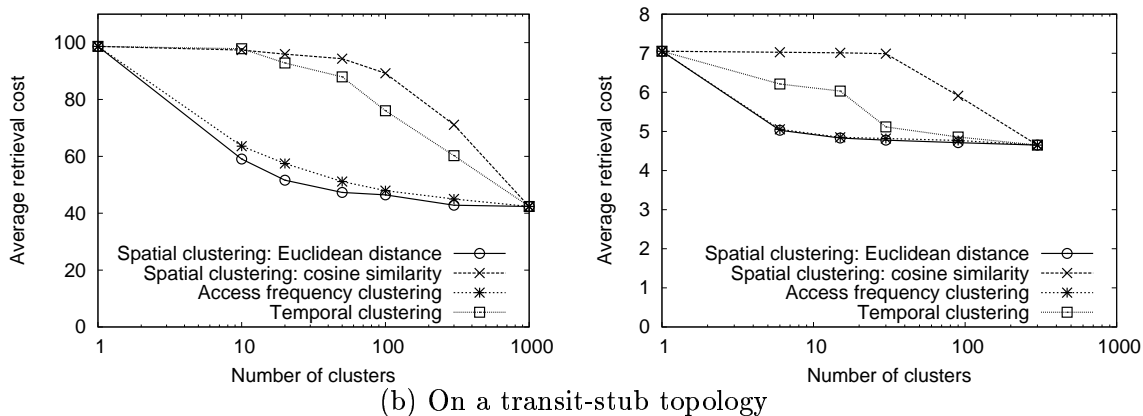 100
80
60
40
20
0
1 10 100 1000
Average retrieval cost
Number of clusters
Spatial clustering: Euclidean distance
Spatial clustering: cosine similarity
Access frequency clustering
Temporal clustering
8
7
6
5
4
3
2
1
0
1 10 100 1000
Average retrieval cost
Number of clusters
Spatial clustering: Euclidean distance
Spatial clustering: cosine similarity
Access frequency clustering
Temporal clustering
(b) On a transit-stub topology